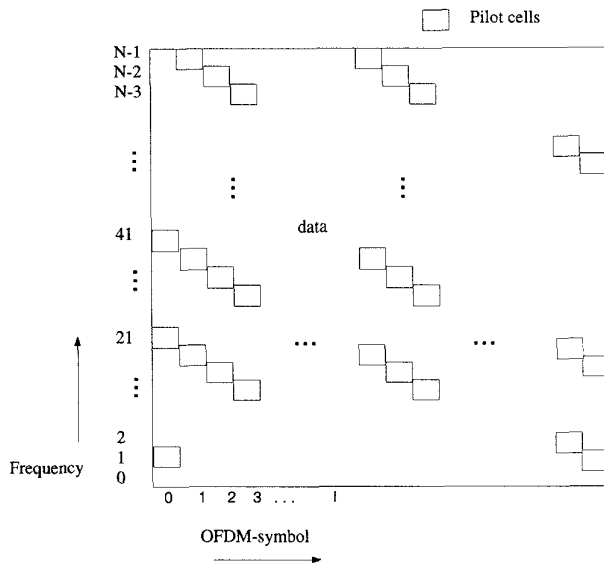 Pilot cells
N-1
N-2
N-3
data
41
21
2
1
0
Frequency
0 1 2 3 ... l
OFDM-symbol